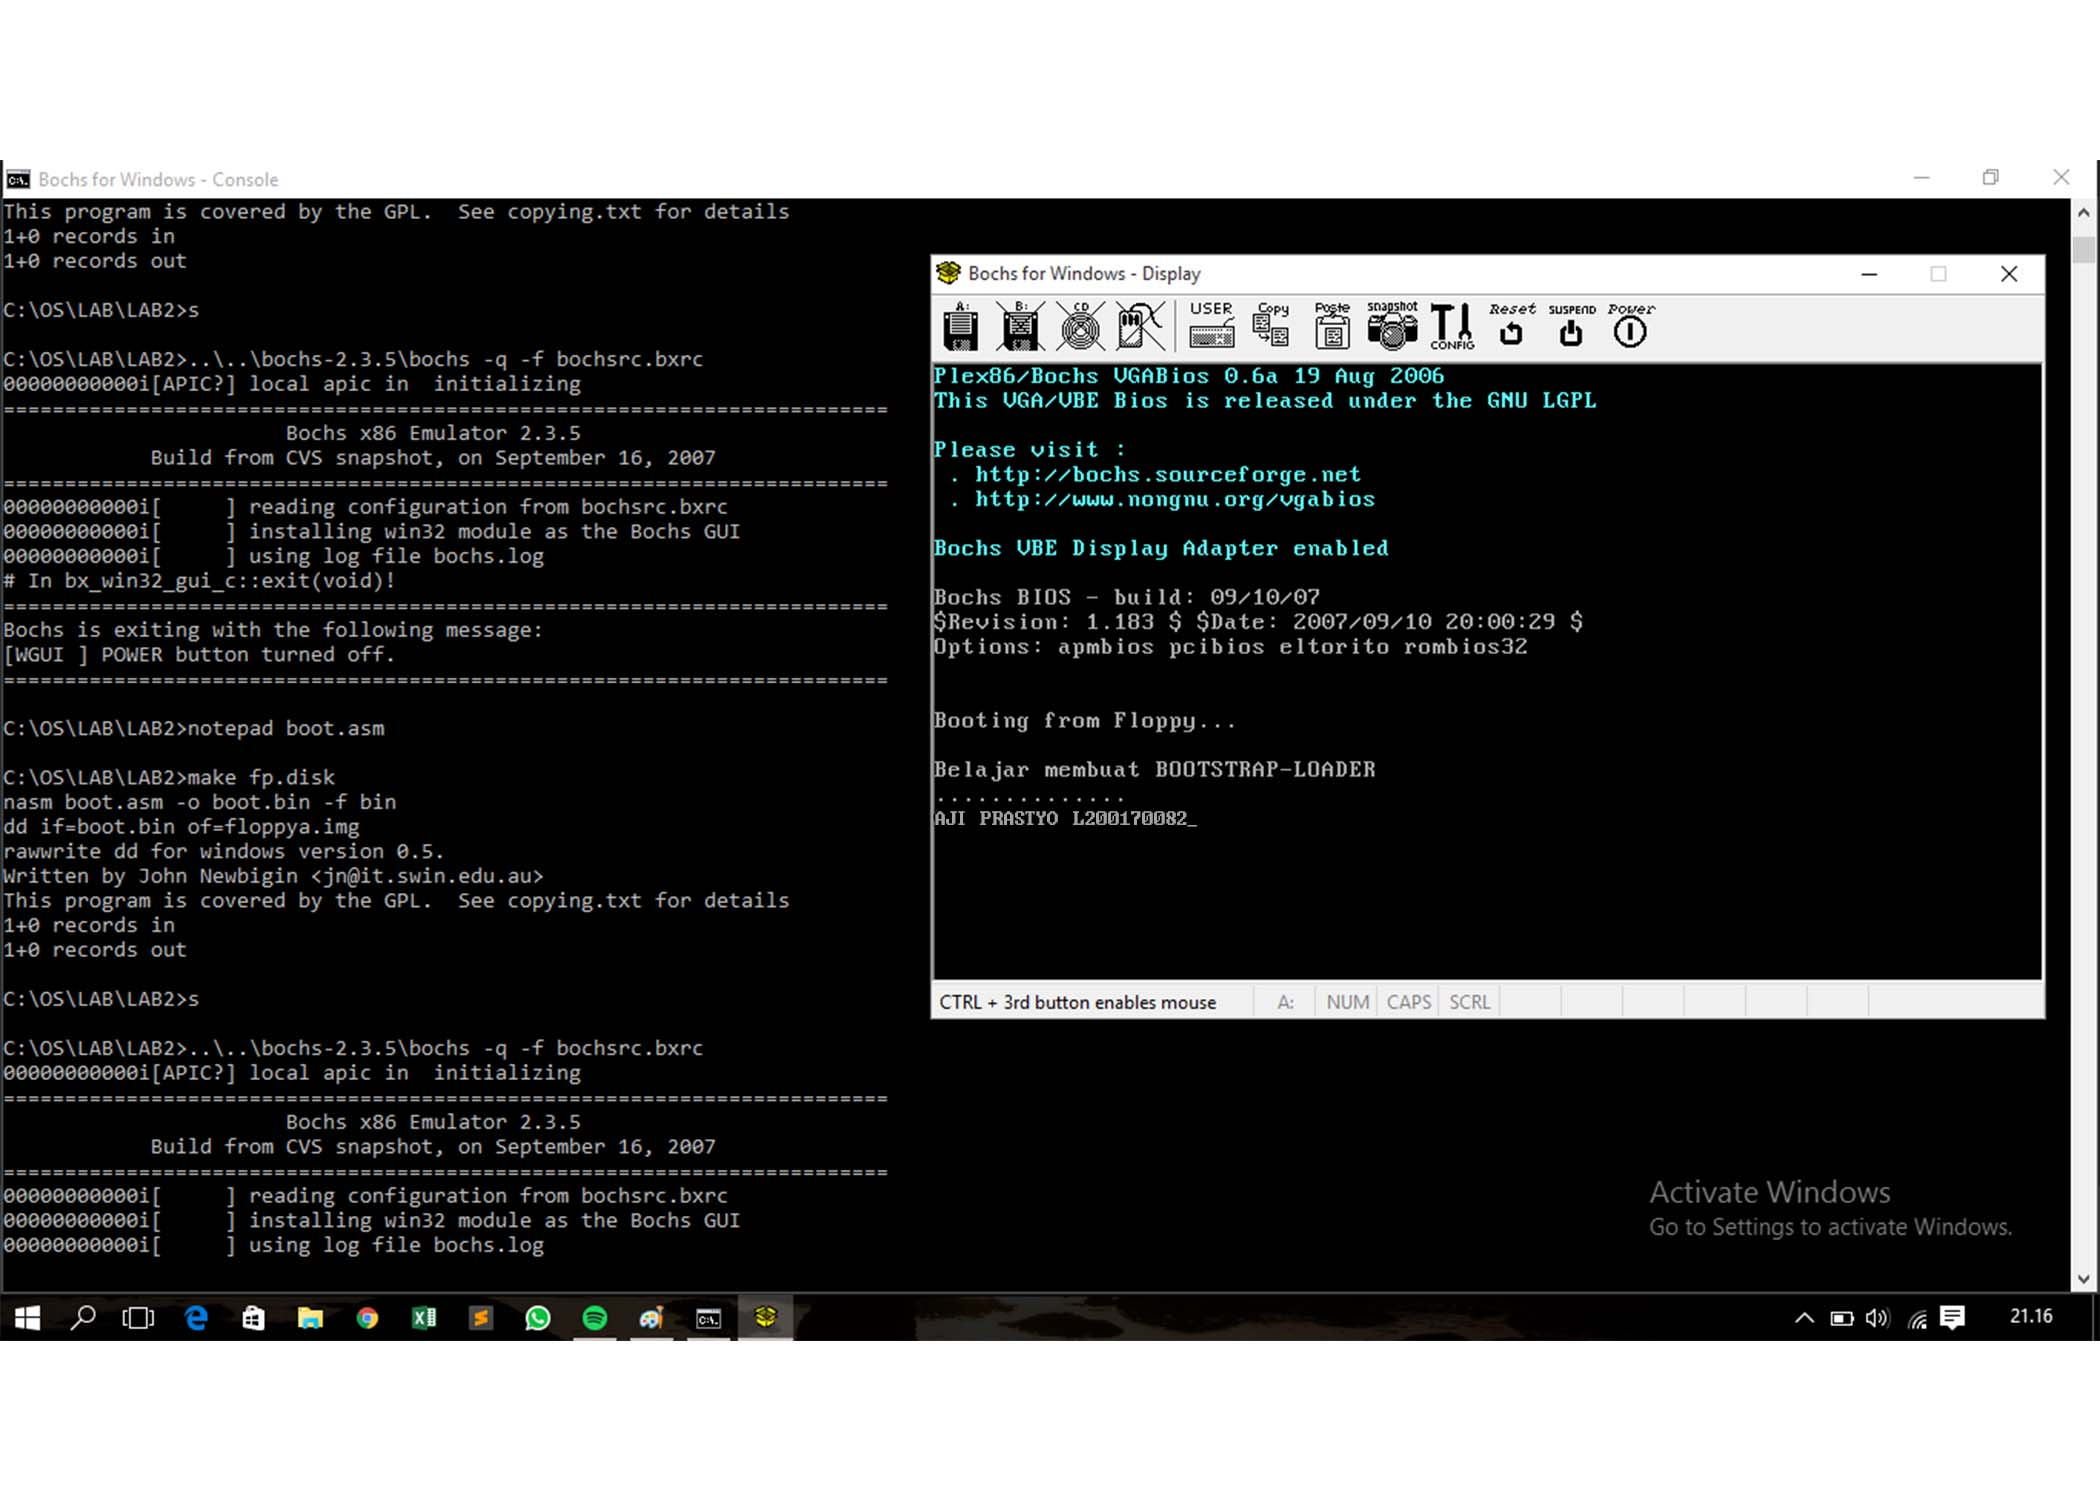 Bochs for Windows - Console
This program is covered by the GPL.  See copying.txt for details
1+0 records in
1+0 records out
C:\OS\LAB\LAB2>s
C:\OS\LAB\LAB2>..\..\bochs-2.3.5\bochs -q -f bochsrc.bxrc
00000000000i[APIC?] local apic in  initializing
========================================================================
Bochs x86 Emulator 2.3.5
Build from CVS snapshot, on September 16, 2007
========================================================================
00000000000i[     ] reading configuration from bochsrc.bxrc
00000000000i[     ] installing win32 module as the Bochs GUI
00000000000i[     ] using log file bochs.log
# In bx_win32_gui_c::exit(void)!
========================================================================
Bochs is exiting with the following message:
[WGUI ] POWER button turned off.
========================================================================
C:\OS\LAB\LAB2>notepad boot.asm
C:\OS\LAB\LAB2>make fp.disk
nasm boot.asm -o boot.bin -f bin
dd if=boot.bin of=floppya.img
rawwrite dd for windows version 0.5.
Written by John Newbigin <jn@it.swin.edu.au>
This program is covered by the GPL.  See copying.txt for details
1+0 records in
1+0 records out
C:\OS\LAB\LAB2>s
C:\OS\LAB\LAB2>..\..\bochs-2.3.5\bochs -q -f bochsrc.bxrc
00000000000i[APIC?] local apic in  initializing
========================================================================
Bochs x86 Emulator 2.3.5
Build from CVS snapshot, on September 16, 2007
========================================================================
00000000000i[     ] reading configuration from bochsrc.bxrc
00000000000i[     ] installing win32 module as the Bochs GUI
00000000000i[     ] using log file bochs.log
Bochs for Windows - Display
A: B: CD USER Copy Paste snapshot CONFIG Reset SUSPEND Power
Plex86/Bochs VGABios 0.6a 19 Aug 2006
This VGA/VBE Bios is released under the GNU LGPL
Please visit :
. http://bochs.sourceforge.net
. http://www.nongnu.org/vgabios
Bochs VBE Display Adapter enabled
Bochs BIOS - build: 09/10/07
$Revision: 1.183 $ $Date: 2007/09/10 20:00:29 $
Options: apmbios pcibios eltorito rombios32
Booting from Floppy...
Belajar membuat BOOTSTRAP-LOADER
..............
AJI PRASTYO L200170082_
CTRL + 3rd button enables mouse A: NUM CAPS SCRL
Activate Windows
Go to Settings to activate Windows.
21.16